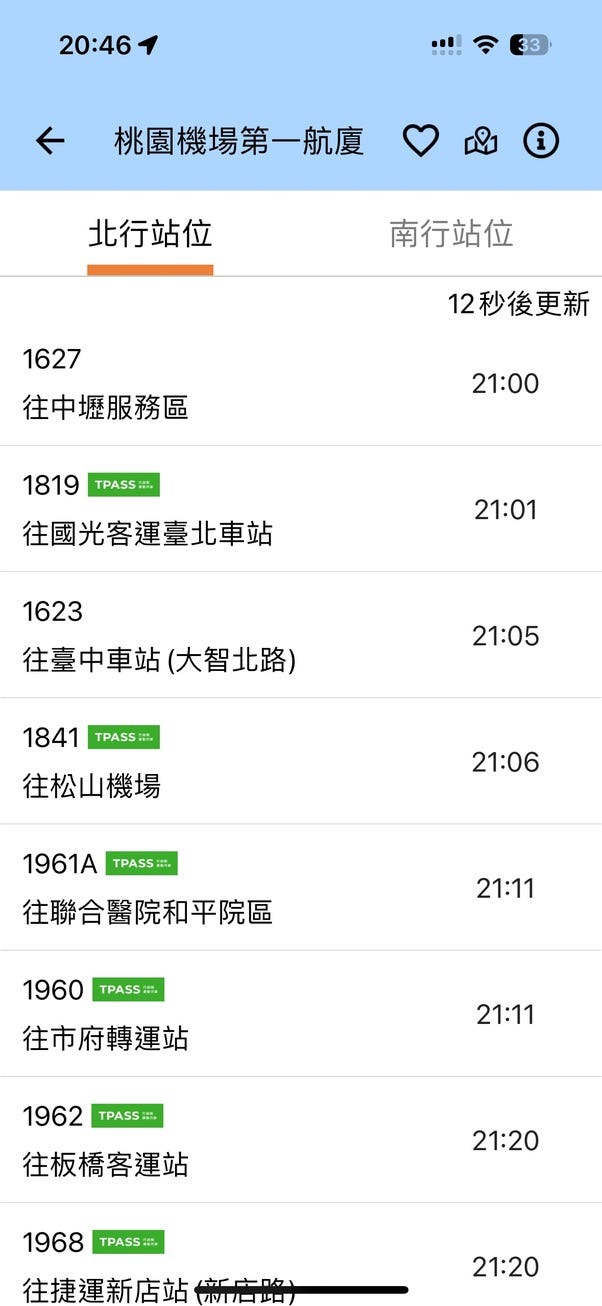 20:46
33
桃園機場第一航廈
北行站位
南行站位
12秒後更新
1627
21:00
往中壢服務區
1819 TPASS
21:01
往國光客運臺北車站
1623
21:05
往臺中車站 (大智北路)
1841 TPASS
21:06
往松山機場
1961A TPASS
21:11
往聯合醫院和平院區
1960 TPASS
21:11
往市府轉運站
1962 TPASS
21:20
往板橋客運站
1968 TPASS
21:20
往捷運新店站 (新店路)